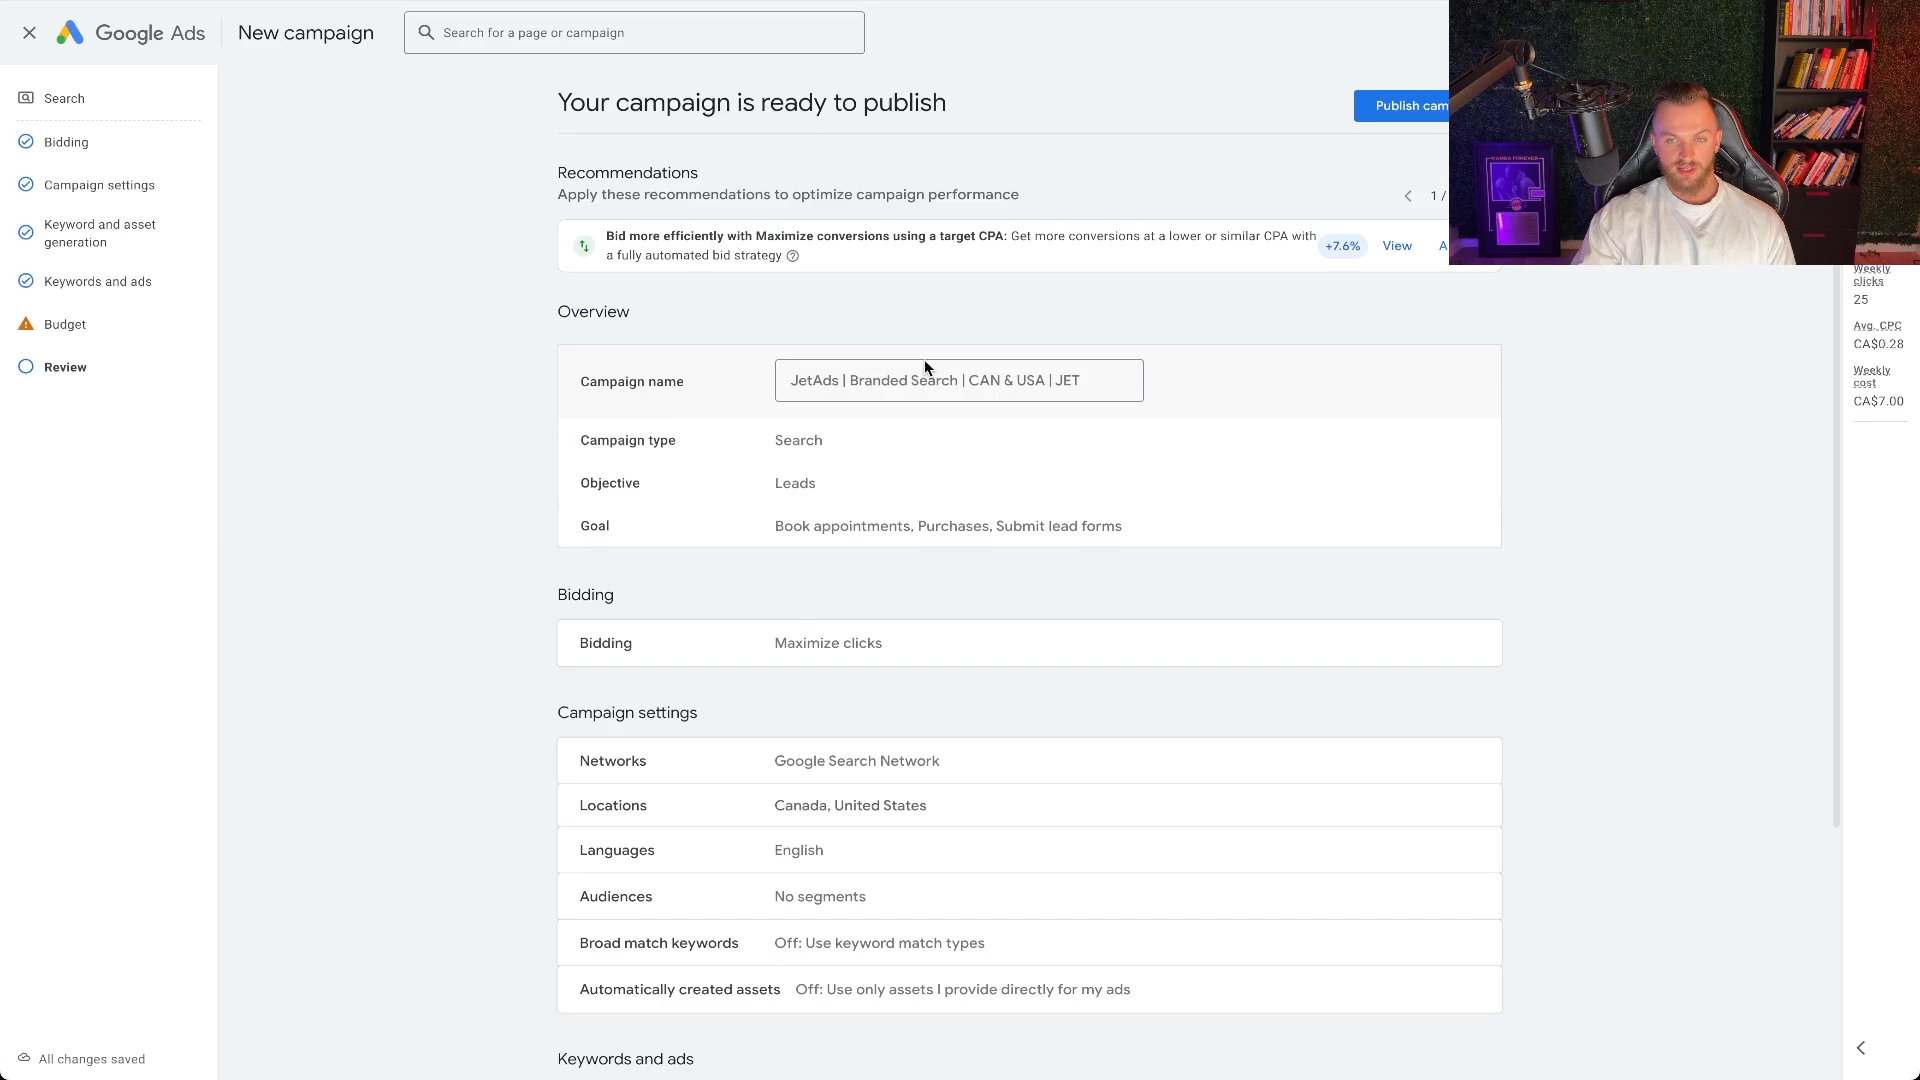 Google Ads
New campaign
Search for a page or campaign
Search
Bidding
Campaign settings
Keyword and asset
generation
Keywords and ads
Budget
Review
All changes saved
Your campaign is ready to publish
Publish cam
Recommendations
Apply these recommendations to optimize campaign performance
1 /
Bid more efficiently with Maximize conversions using a target CPA: Get more conversions at a lower or similar CPA with
a fully automated bid strategy
+7.6%
View
A
Overview
Campaign name
JetAds | Branded Search | CAN & USA | JET
Campaign type
Search
Objective
Leads
Goal
Book appointments, Purchases, Submit lead forms
Bidding
Bidding
Maximize clicks
Campaign settings
Networks
Google Search Network
Locations
Canada, United States
Languages
English
Audiences
No segments
Broad match keywords
Off: Use keyword match types
Automatically created assets
Off: Use only assets I provide directly for my ads
Keywords and ads
MAMBA FOREVER
Weekly
clicks
25
Avg. CPC
CA$0.28
Weekly
cost
CA$7.00